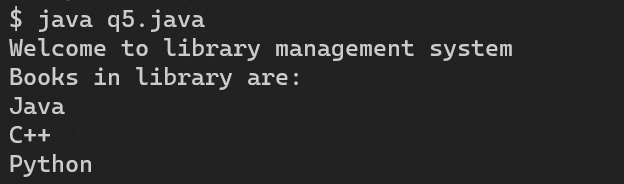 $ java q5.java
Welcome to library management system
Books in library are:
Java
C++
Python